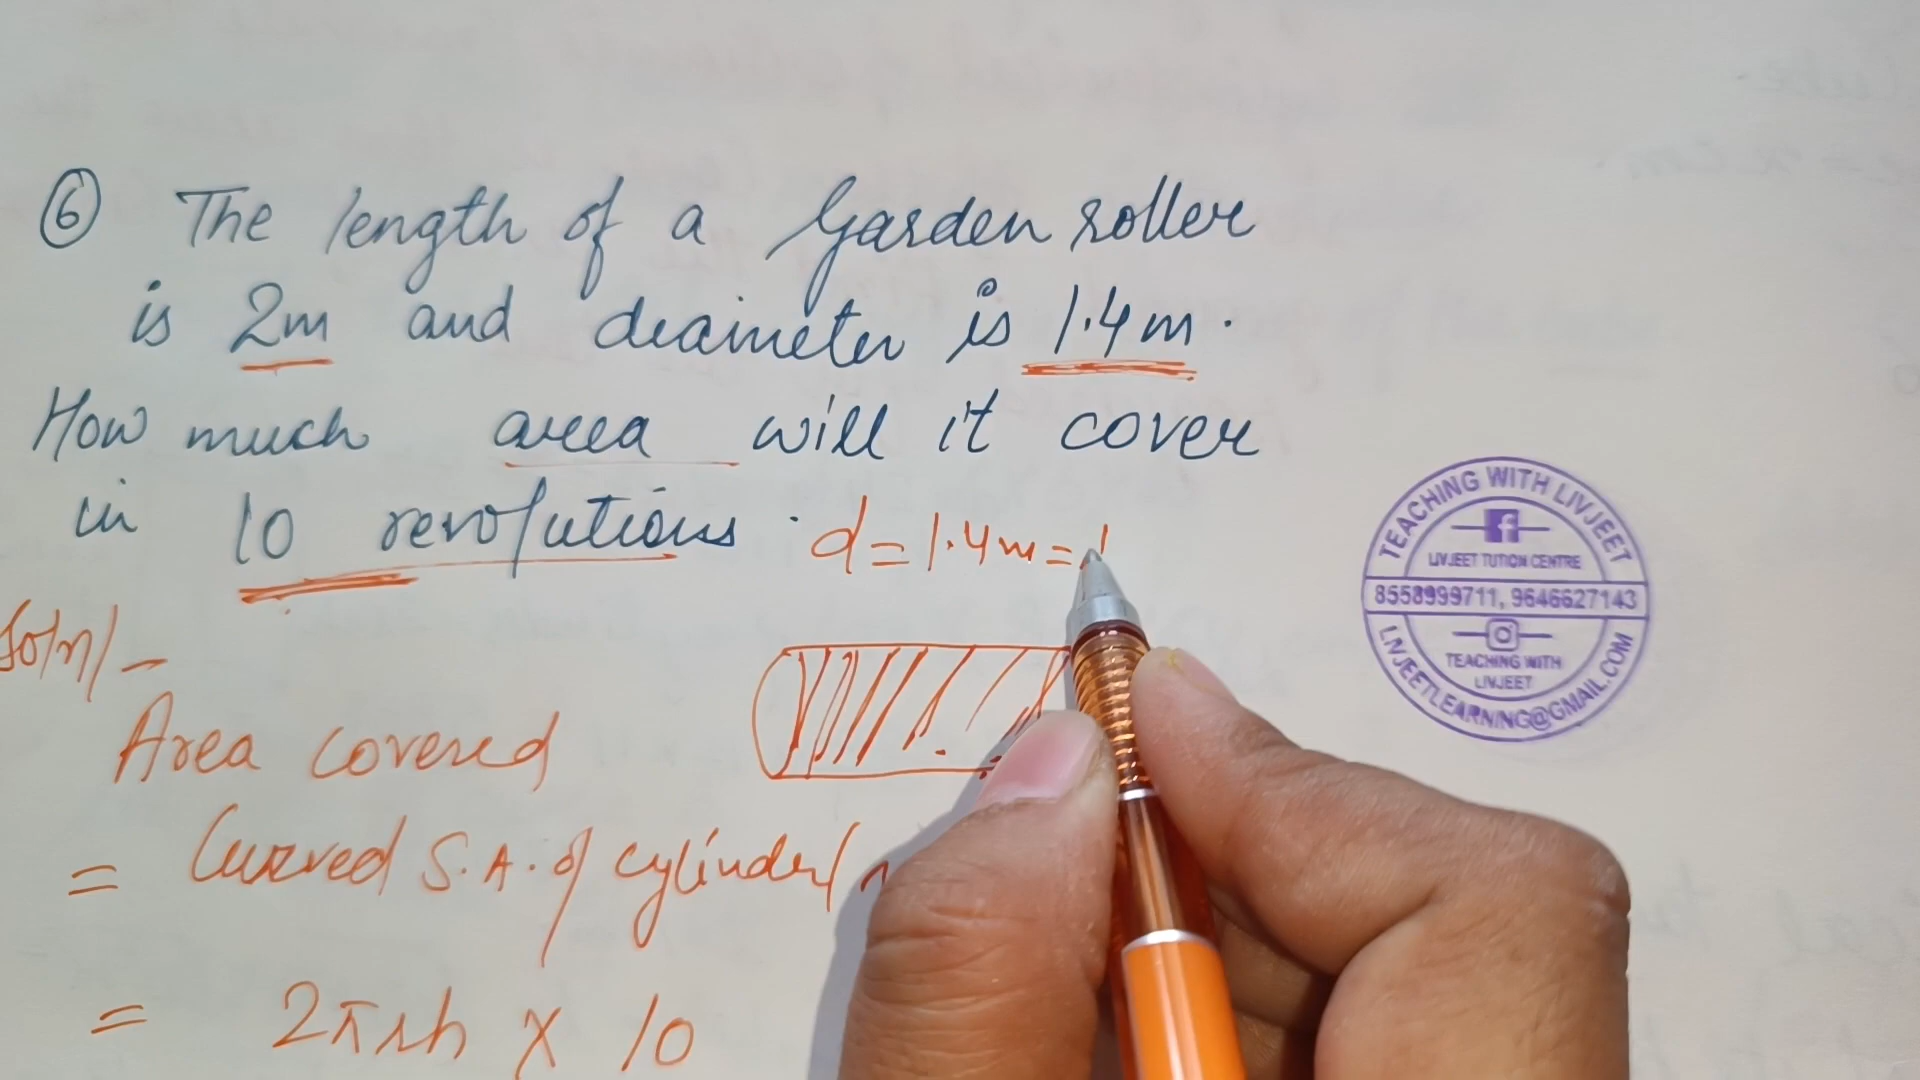 ⑥ The length of a Garden roller
is 2m and diameter is 1.4m.
How much area will it cover
in 10 revolutions.
d = 1.4m =
Soln/-
Area covered
= Curved S.A. of cylinder
= 2πrh x 10
TEACHING WITH LIVJEET
f
LIVJEET TUTION CENTRE
8558999711, 9646627143
TEACHING WITH
LIVJEET
LIVJEETLEARNING@GMAIL.COM